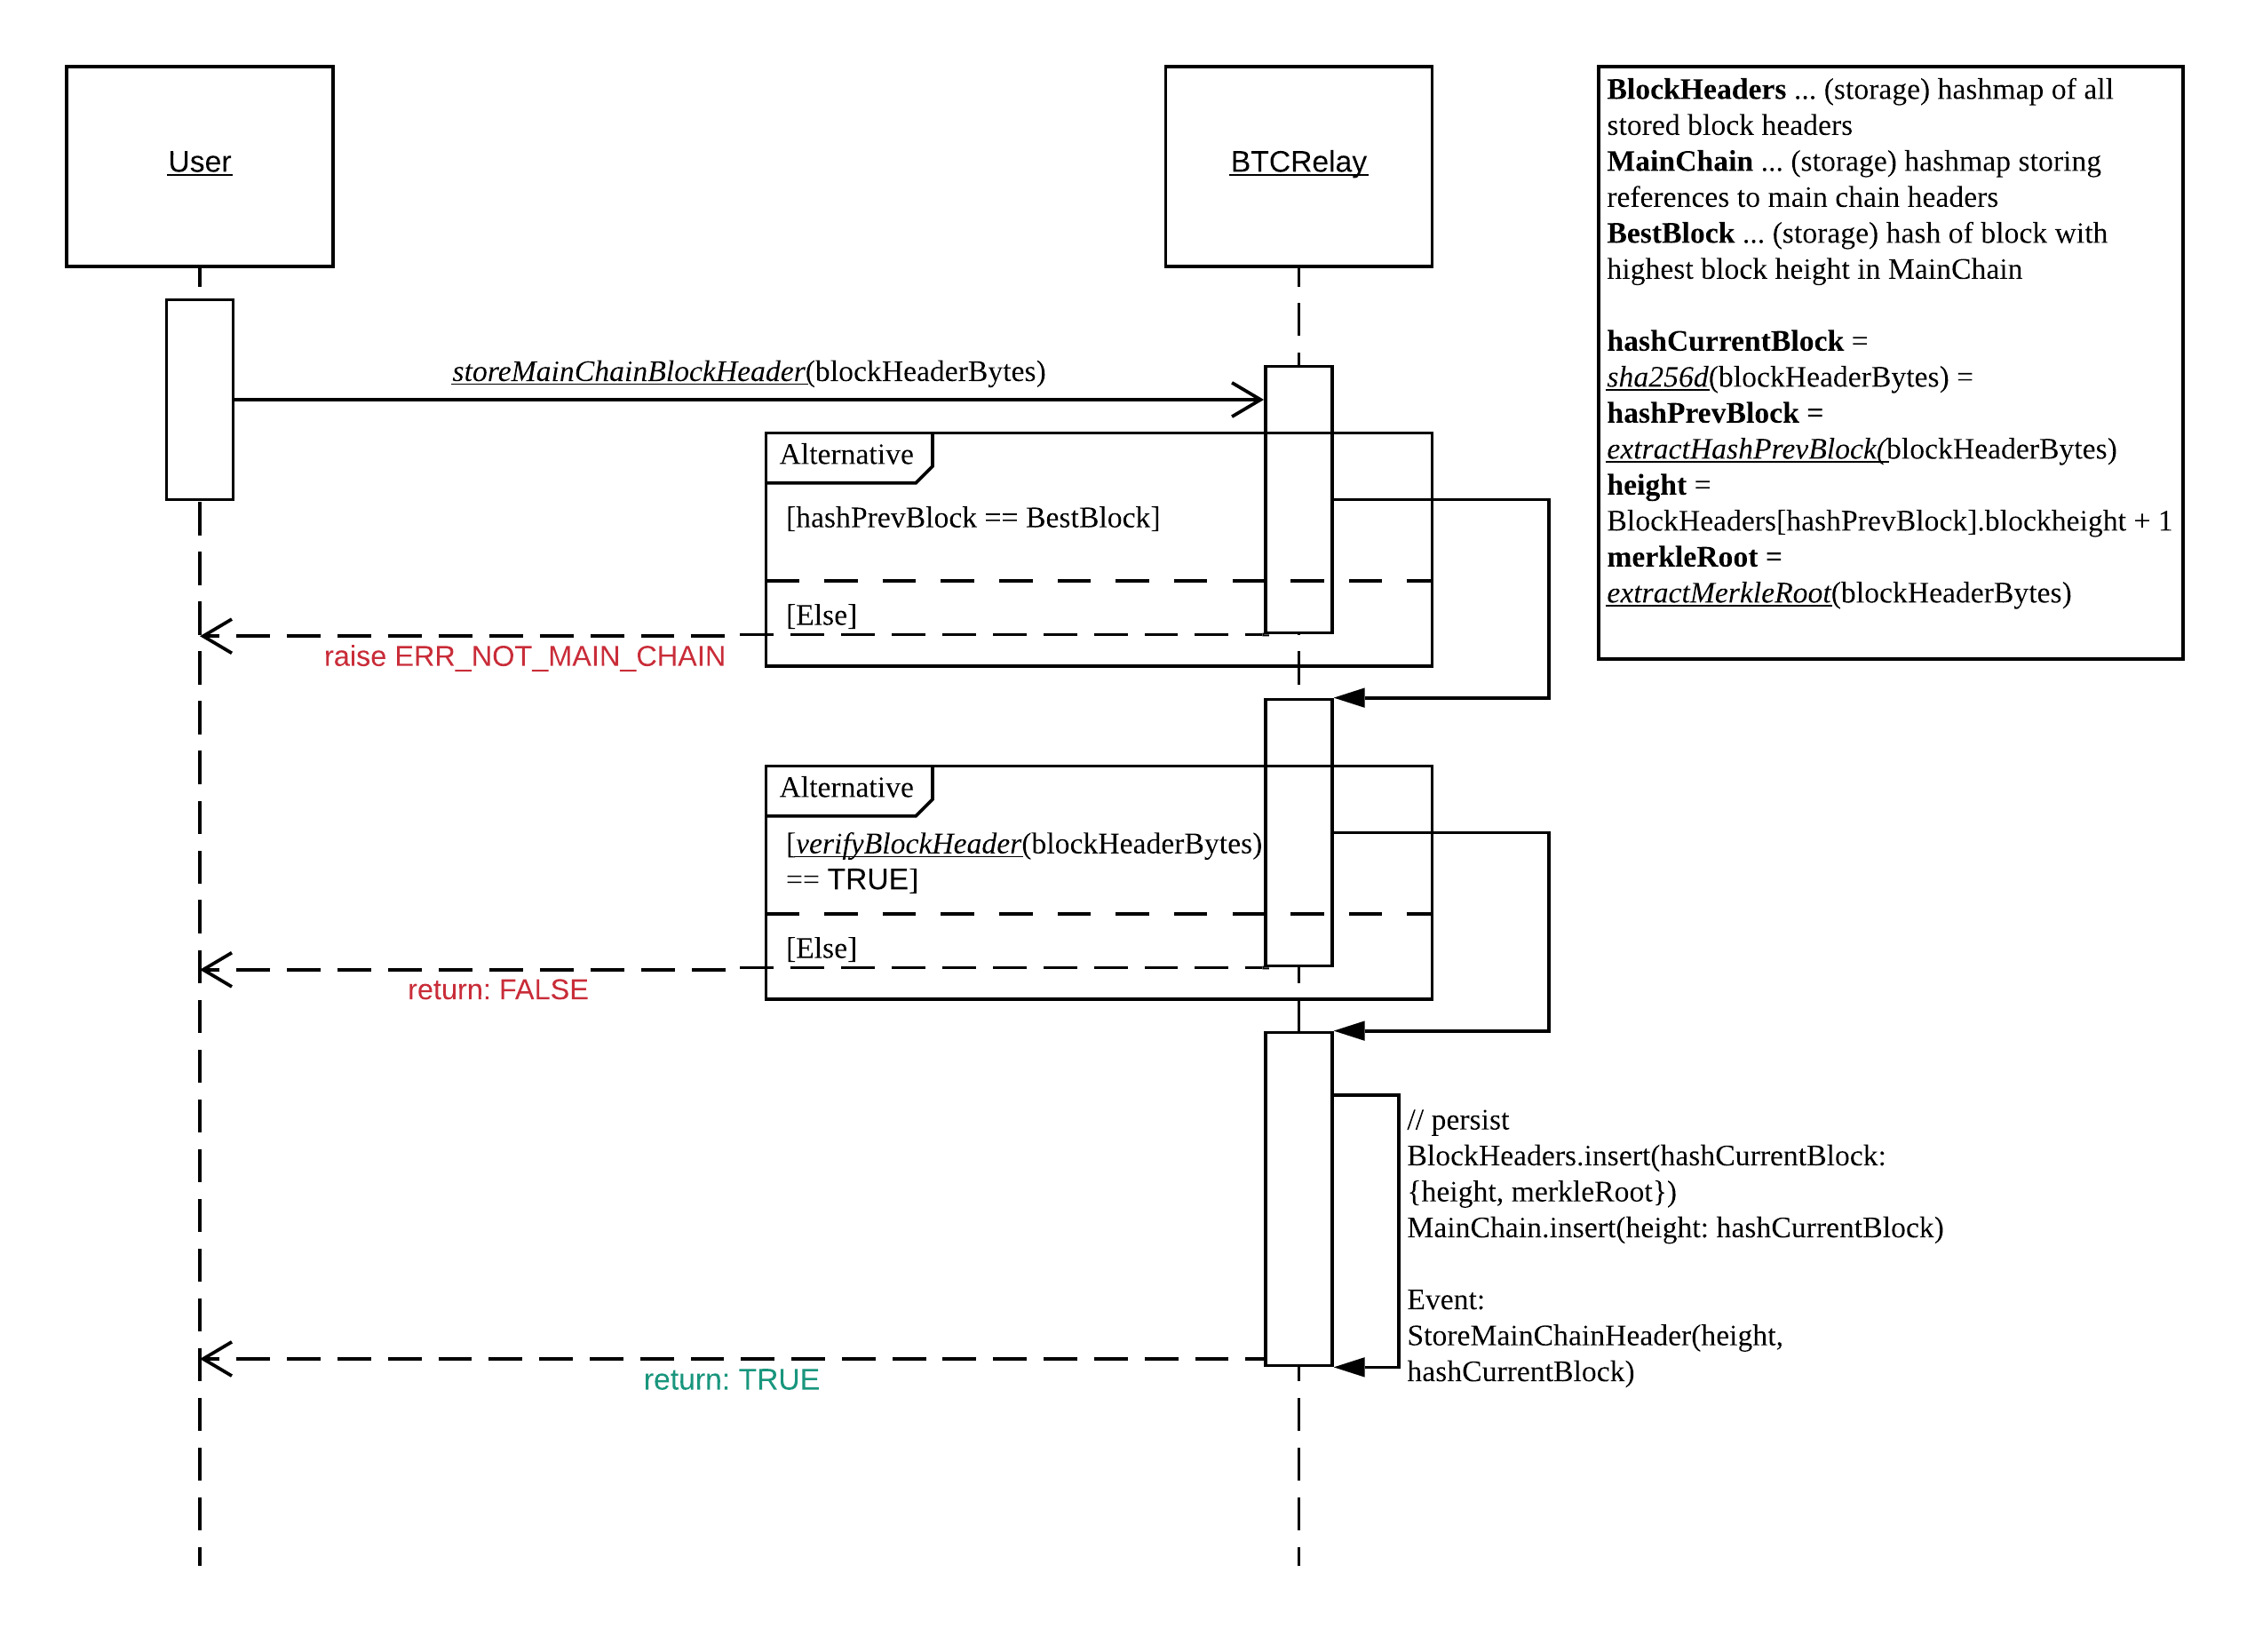 User
BTCRelay
BlockHeaders ... (storage) hashmap of all
stored block headers
MainChain ... (storage) hashmap storing
references to main chain headers
BestBlock ... (storage) hash of block with
highest block height in MainChain
hashCurrentBlock =
sha256d(blockHeaderBytes) =
hashPrevBlock =
extractHashPrevBlock(blockHeaderBytes)
height =
BlockHeaders[hashPrevBlock].blockheight + 1
merkleRoot =
extractMerkleRoot(blockHeaderBytes)
storeMainChainBlockHeader(blockHeaderBytes)
Alternative
[hashPrevBlock == BestBlock]
[Else]
raise ERR_NOT_MAIN_CHAIN
Alternative
[verifyBlockHeader(blockHeaderBytes)
== TRUE]
[Else]
return: FALSE
// persist
BlockHeaders.insert(hashCurrentBlock:
{height, merkleRoot})
MainChain.insert(height: hashCurrentBlock)
Event:
StoreMainChainHeader(height,
hashCurrentBlock)
return: TRUE